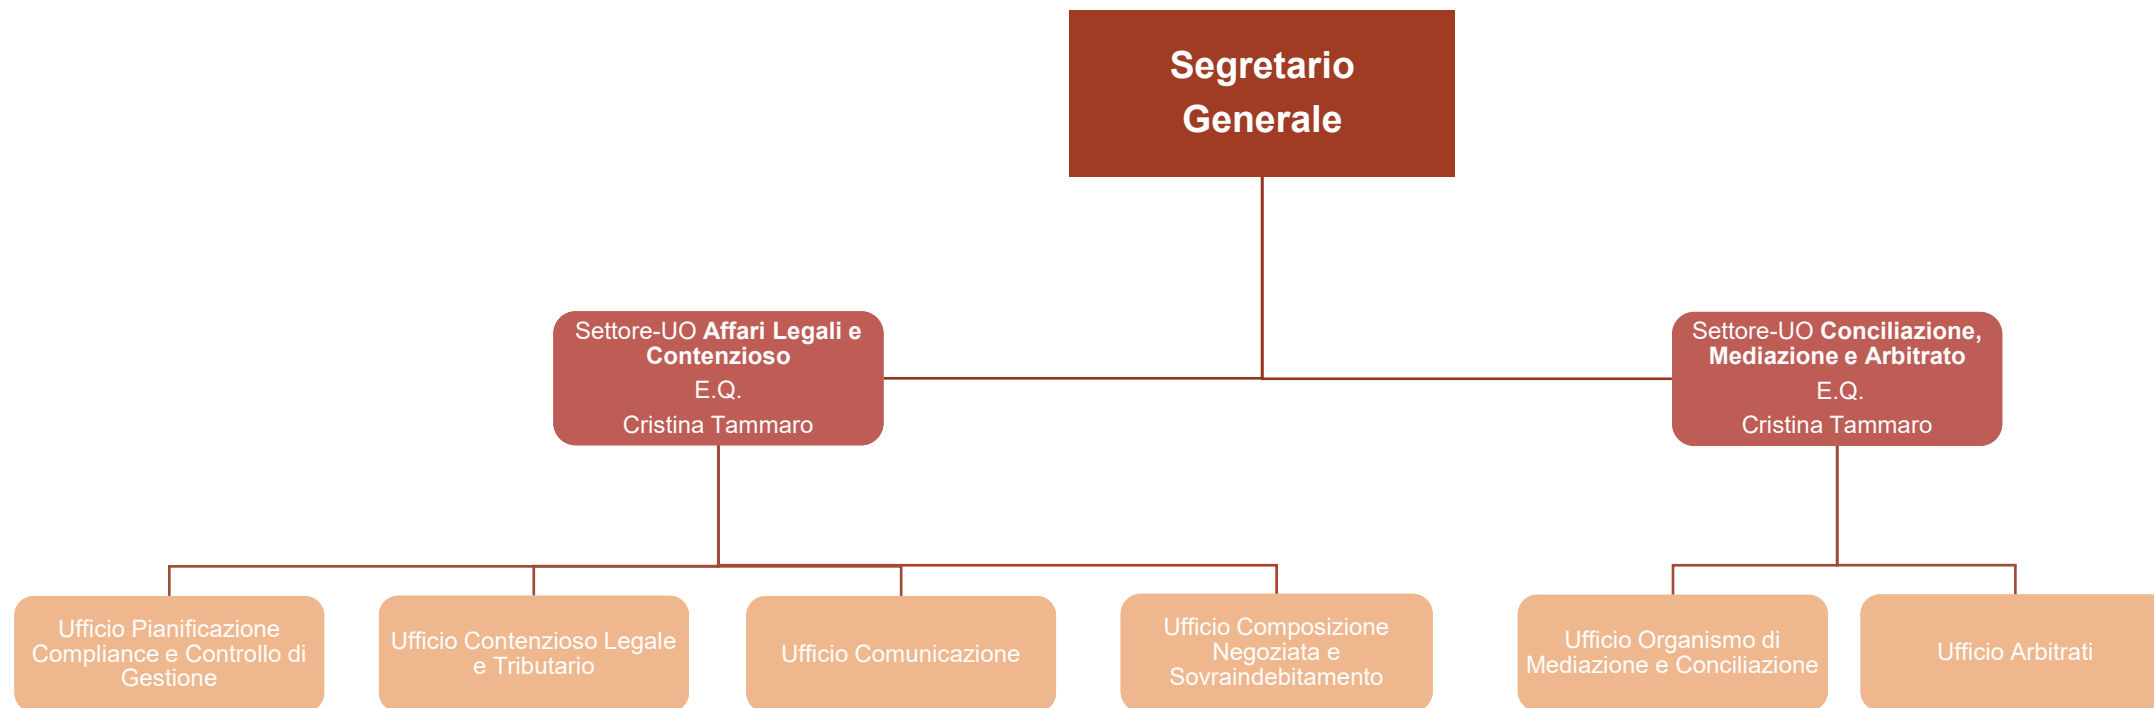 Segretario
Generale
Settore-UO Affari Legali e
Contenzioso
E.Q.
Cristina Tammaro
Settore-UO Conciliazione,
Mediazione e Arbitrato
E.Q.
Cristina Tammaro
Ufficio Pianificazione
Compliance e Controllo di
Gestione
Ufficio Contenzioso Legale
e Tributario
Ufficio Comunicazione
Ufficio Composizione
Negoziata e
Sovraindebitamento
Ufficio Organismo di
Mediazione e Conciliazione
Ufficio Arbitrati